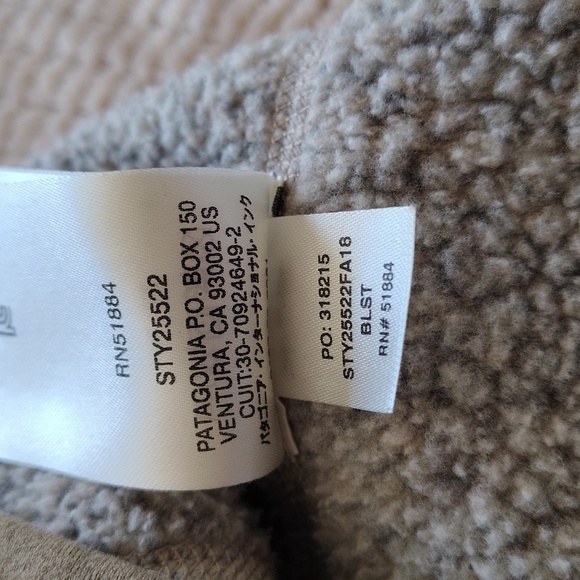 RN51884
STY25522
PATAGONIA P.O. BOX 150
VENTURA, CA 93002 US
CUIT:30-70924649-2
パタゴニア・インターナショナル・インク
PO: 318215
STY25522FA18
BLST
RN# 51884